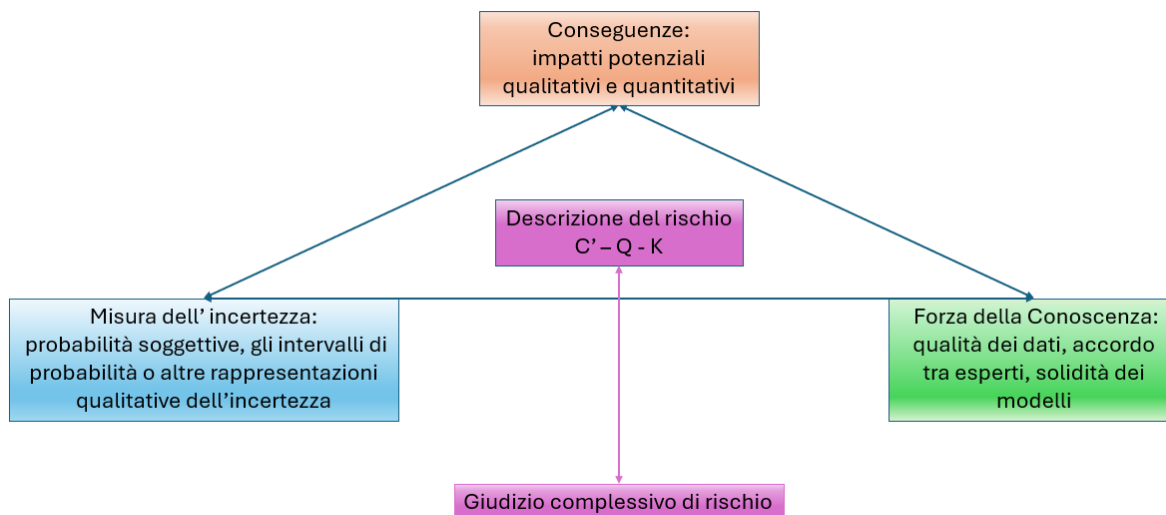 Conseguenze:
impatti potenziali
qualitativi e quantitativi
Descrizione del rischio
C’ – Q - K
Misura dell’ incertezza:
probabilità soggettive, gli intervalli di
probabilità o altre rappresentazioni
qualitative dell’incertezza
Forza della Conoscenza:
qualità dei dati, accordo
tra esperti, solidità dei
modelli
Giudizio complessivo di rischio